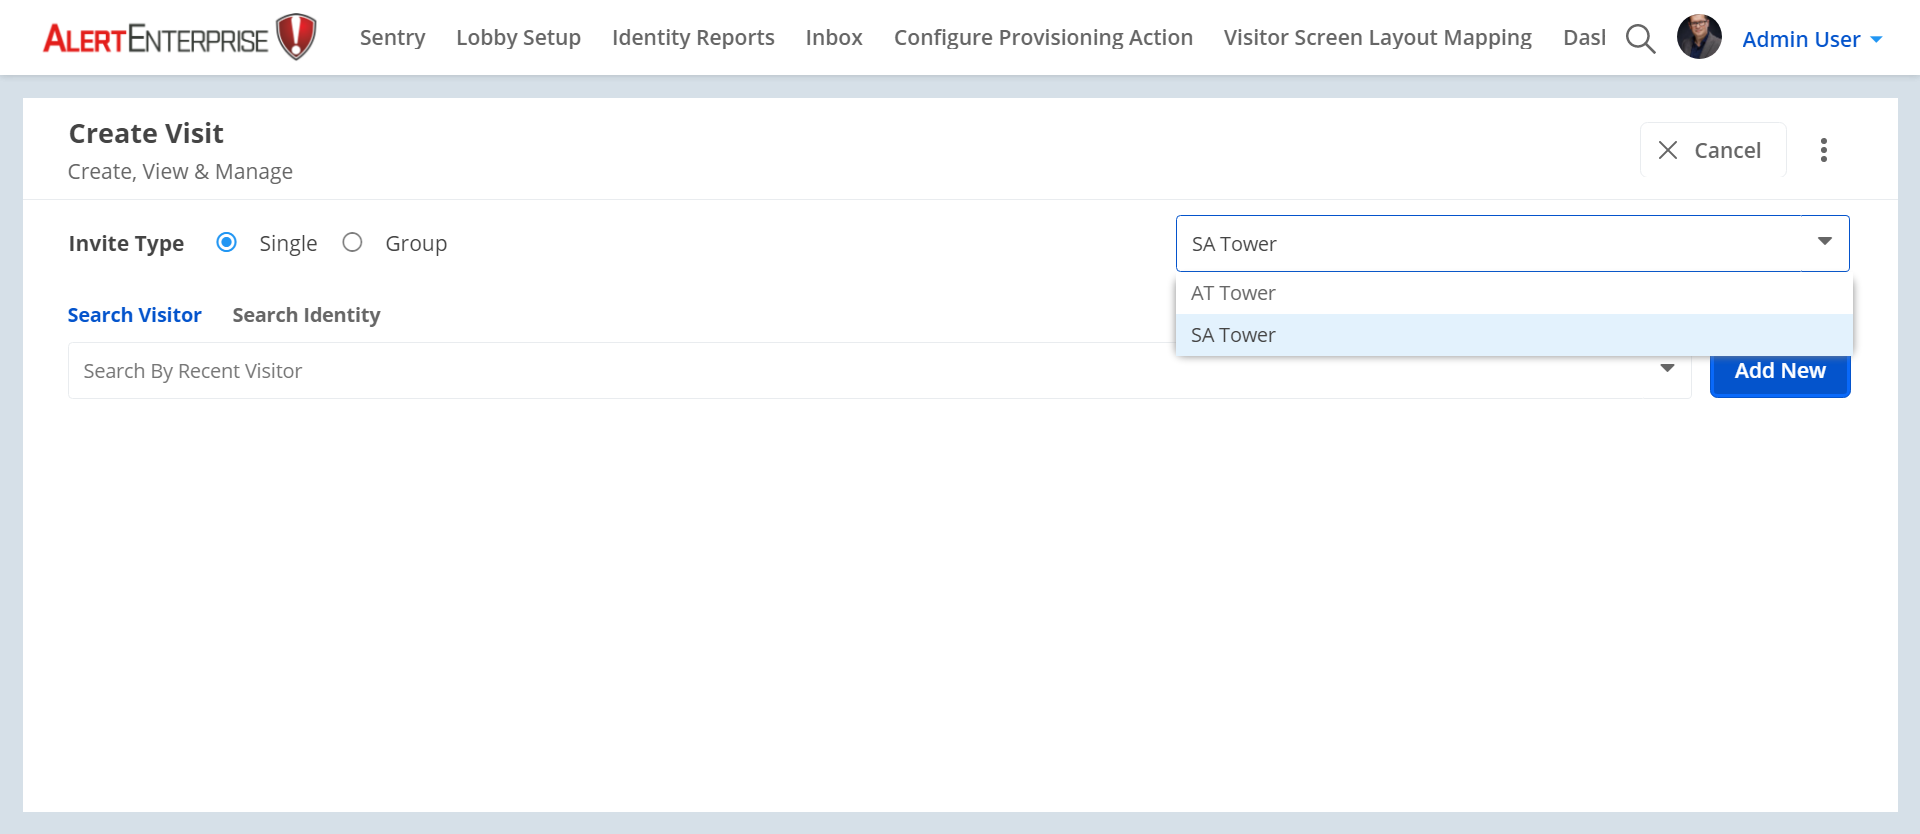 ALERTENTERPRISE Sentry Lobby Setup Identity Reports Inbox Configure Provisioning Action Visitor Screen Layout Mapping Dasl Admin User
Create Visit
Create, View & Manage
Cancel
Invite Type Single Group
SA Tower
AT Tower
SA Tower
Search Visitor Search Identity
Search By Recent Visitor
Add New